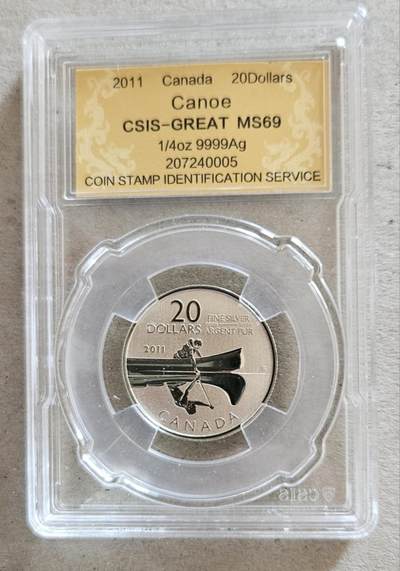 2011 Canada 20Dollars
Canoe
CSIS-GREAT MS69
1/4oz 9999Ag
207240005
COIN STAMP IDENTIFICATION SERVICE
20
DOLLARS
FINE SILVER
ARGENT PUR
2011
CANADA
CSIS